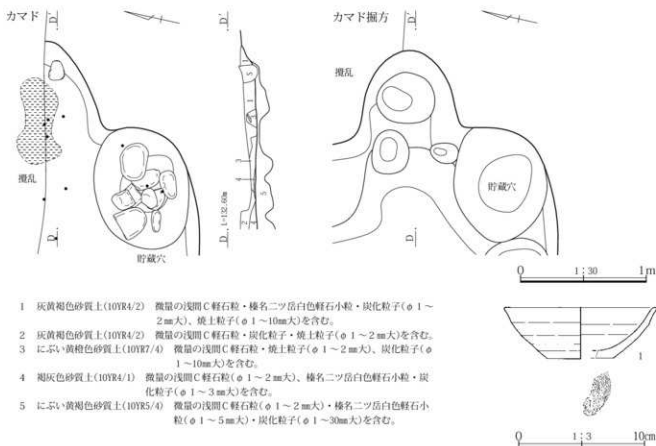 カマド
カマド掘方
D'
D'
D'
攪乱
攪乱
貯蔵穴
貯蔵穴
D
D
D
L=132.60m
1
5
1
3
4
5
2
4
0 1:30 1m
1 灰黄褐色砂質土(10YR4/2) 微量の浅間C軽石粒・榛名二ツ岳白色軽石小粒・炭化粒子(φ1～
2㎜大)、焼土粒子(φ1～10㎜大)を含む。
2 灰黄褐色砂質土(10YR4/2) 微量の浅間C軽石粒・炭化粒子・焼土粒子(φ1～2㎜大)を含む。
3 にぶい黄橙色砂質土(10YR7/4) 微量の浅間C軽石粒・焼土粒子(φ1～2㎜大)、炭化粒子(φ
1～10㎜大)を含む。
4 褐灰色砂質土(10YR4/1) 微量の浅間C軽石粒(φ1～2㎜大)、榛名二ツ岳白色軽石小粒・炭
化粒子(φ1～3㎜大)を含む。
5 にぶい黄褐色砂質土(10YR5/4) 微量の浅間C軽石粒(φ1～2㎜大)・榛名二ツ岳白色軽石小
粒(φ1～5㎜大)・炭化粒子(φ1～30㎜大)を含む。
1
0 1:3 10cm